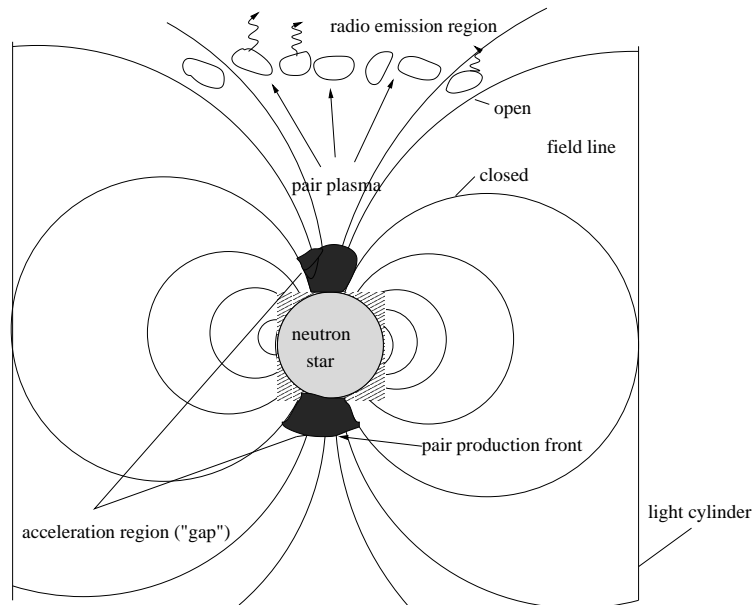 radio emission region
open
field line
closed
pair plasma
neutron
star
pair production front
light cylinder
acceleration region ("gap")